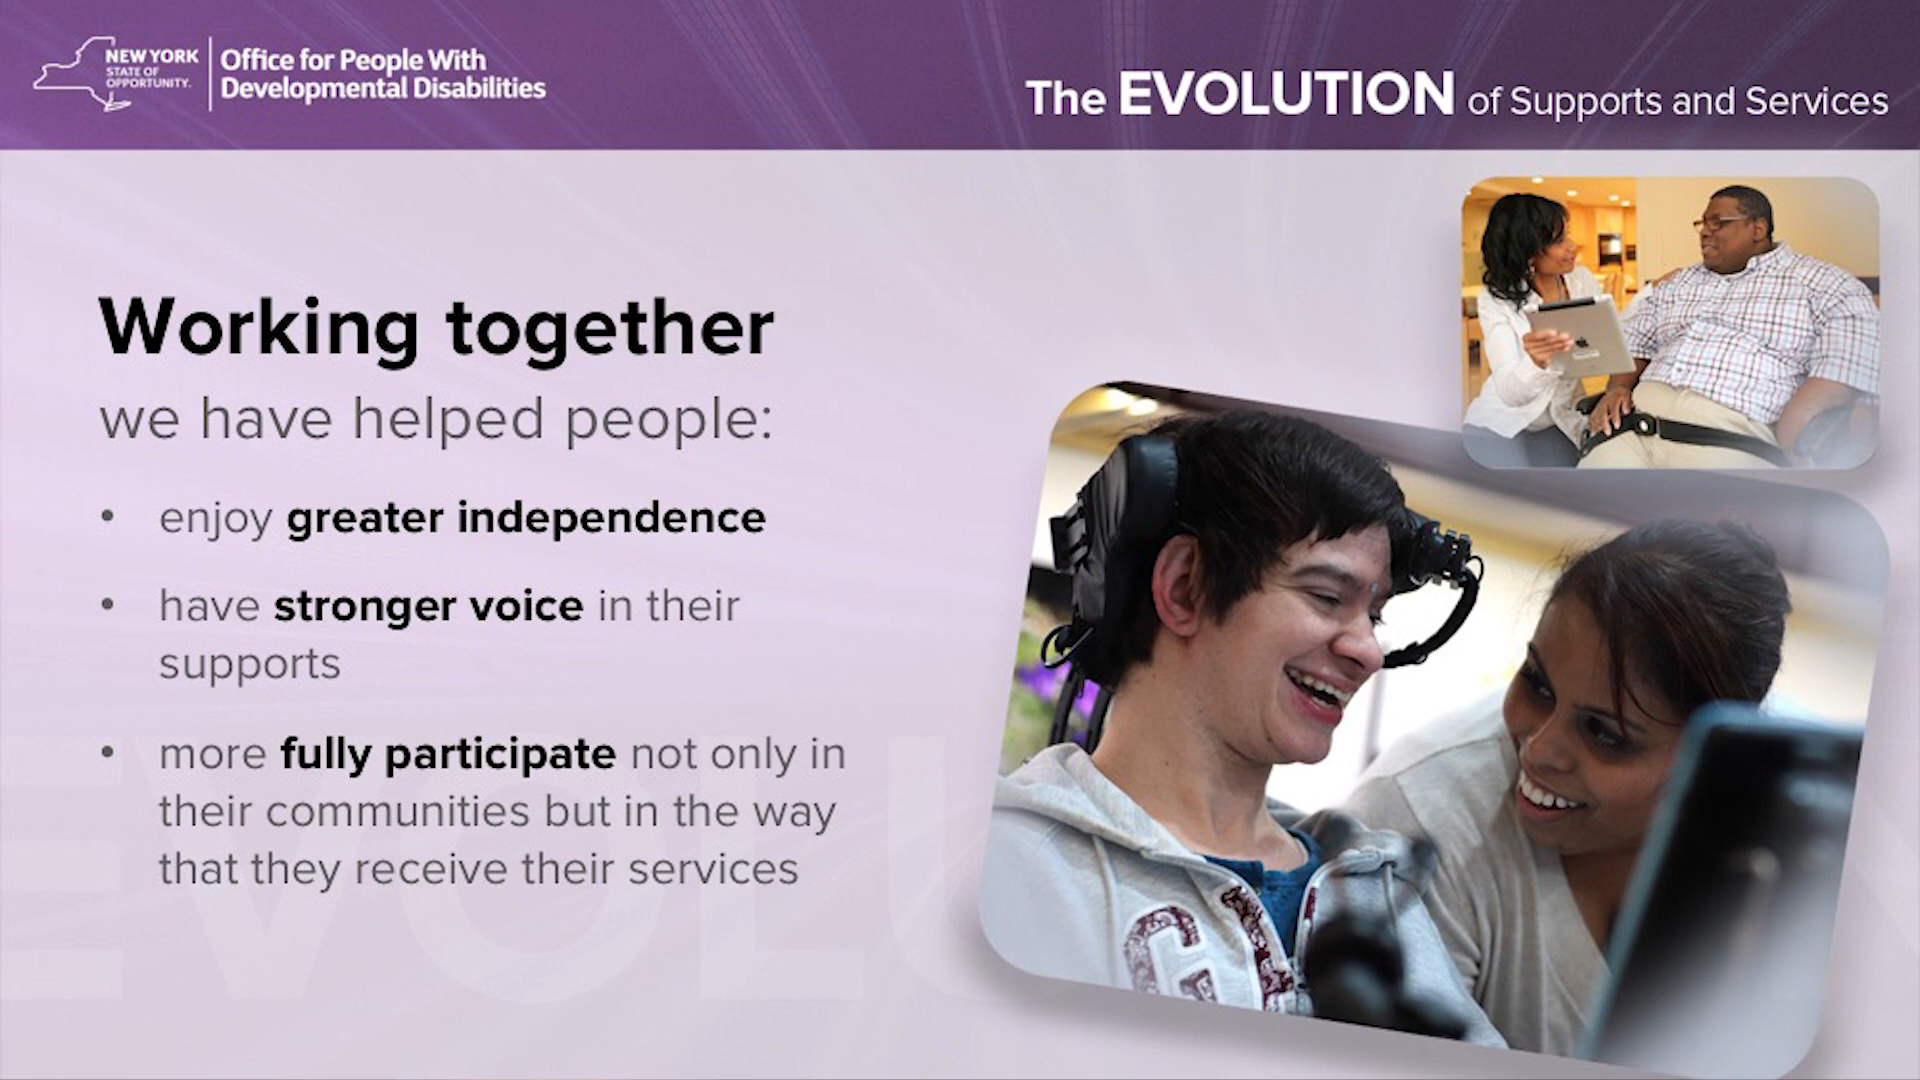 NEW YORK
STATE OF
OPPORTUNITY.
Office for People With
Developmental Disabilities
The EVOLUTION of Supports and Services
Working together
we have helped people:
• enjoy greater independence
• have stronger voice in their
supports
• more fully participate not only in
their communities but in the way
that they receive their services
EVOLU